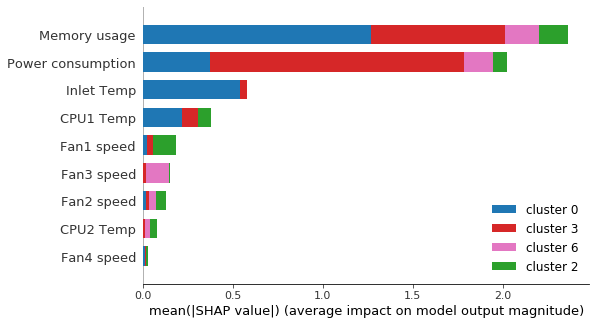 Memory usage
Power consumption
Inlet Temp
CPU1 Temp
Fan1 speed
Fan3 speed
Fan2 speed
CPU2 Temp
Fan4 speed
cluster 0
cluster 3
cluster 6
cluster 2
0.0 0.5 1.0 1.5 2.0
mean(|SHAP value|) (average impact on model output magnitude)